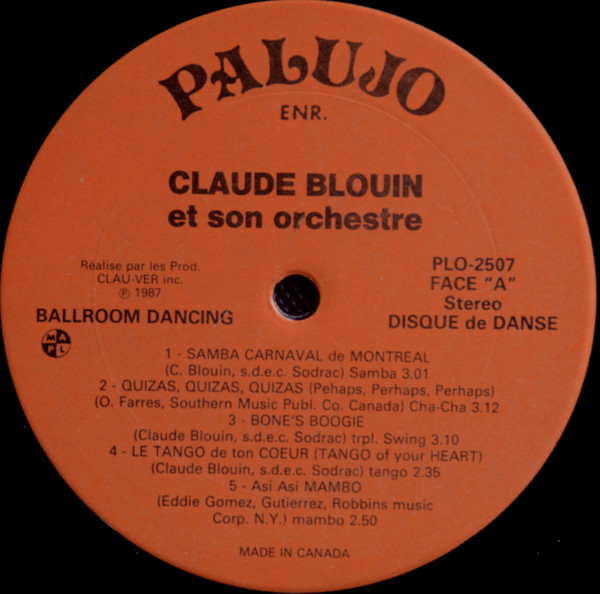 PALUJO
ENR.
CLAUDE BLOUIN
et son orchestre
Réalise par les Prod.
CLAU-VER inc.
℗ 1987
BALLROOM DANCING
MAPL
PLO-2507
FACE "A"
Stereo
DISQUE de DANSE
1 - SAMBA CARNAVAL de MONTREAL
(C. Blouin, s.d.e.c. Sodrac) Samba 3.01
2 - QUIZAS, QUIZAS, QUIZAS (Pehaps, Perhaps, Perhaps)
(O. Farres, Southern Music Publ. Co. Canada) Cha-Cha 3.12
3 - BONE'S BOOGIE
(Claude Blouin, s.d.e.c. Sodrac) trpl. Swing 3.10
4 - LE TANGO de ton COEUR (TANGO of your HEART)
(Claude Blouin, s.d.e.c. Sodrac) tango 2.35
5 - Asi Asi MAMBO
(Eddie Gomez, Gutierrez, Robbins music
Corp. N.Y.) mambo 2.50
MADE IN CANADA